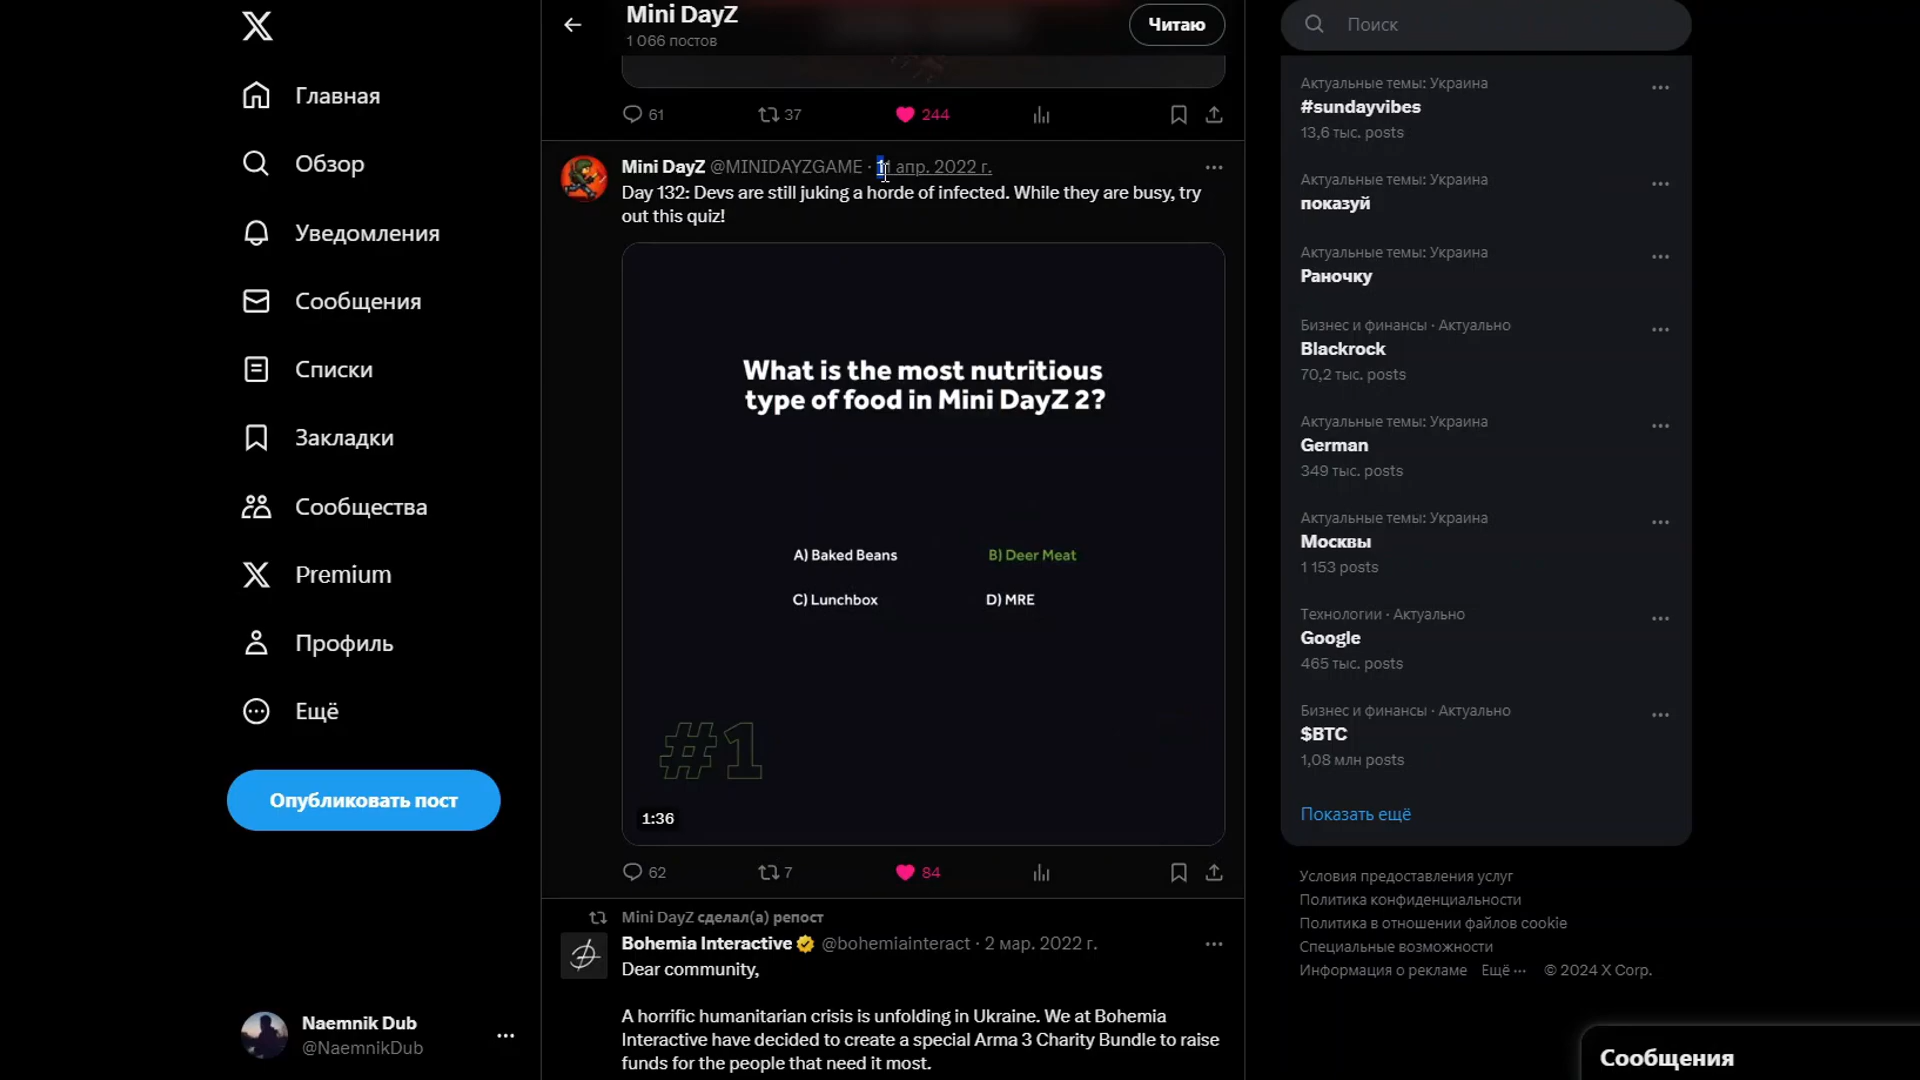 Главная
Обзор
Уведомления
Сообщения
Списки
Закладки
Сообщества
Premium
Профиль
Ещё
Опубликовать пост
Naemnik Dub
@NaemnikDub
Mini DayZ
1 066 постов
Читаю
61 37 244
Mini DayZ @MINIDAYZGAME · 11 апр. 2022 г.
Day 132: Devs are still juking a horde of infected. While they are busy, try
out this quiz!
What is the most nutritious
type of food in Mini DayZ 2?
A) Baked Beans B) Deer Meat
C) Lunchbox D) MRE
#1
1:36
62 7 84
Mini DayZ сделал(а) репост
Bohemia Interactive @bohemiainteract · 2 мар. 2022 г.
Dear community,
A horrific humanitarian crisis is unfolding in Ukraine. We at Bohemia
Interactive have decided to create a special Arma 3 Charity Bundle to raise
funds for the people that need it most.
Поиск
Актуальные темы: Украина
#sundayvibes
13,6 тыс. posts
Актуальные темы: Украина
показуй
Актуальные темы: Украина
Раночку
Бизнес и финансы · Актуально
Blackrock
70,2 тыс. posts
Актуальные темы: Украина
German
349 тыс. posts
Актуальные темы: Украина
Москвы
1 153 posts
Технологии · Актуально
Google
465 тыс. posts
Бизнес и финансы · Актуально
$BTC
1,08 млн posts
Показать ещё
Условия предоставления услуг
Политика конфиденциальности
Политика в отношении файлов cookie
Специальные возможности
Информация о рекламе Ещё ··· © 2024 X Corp.
Сообщения